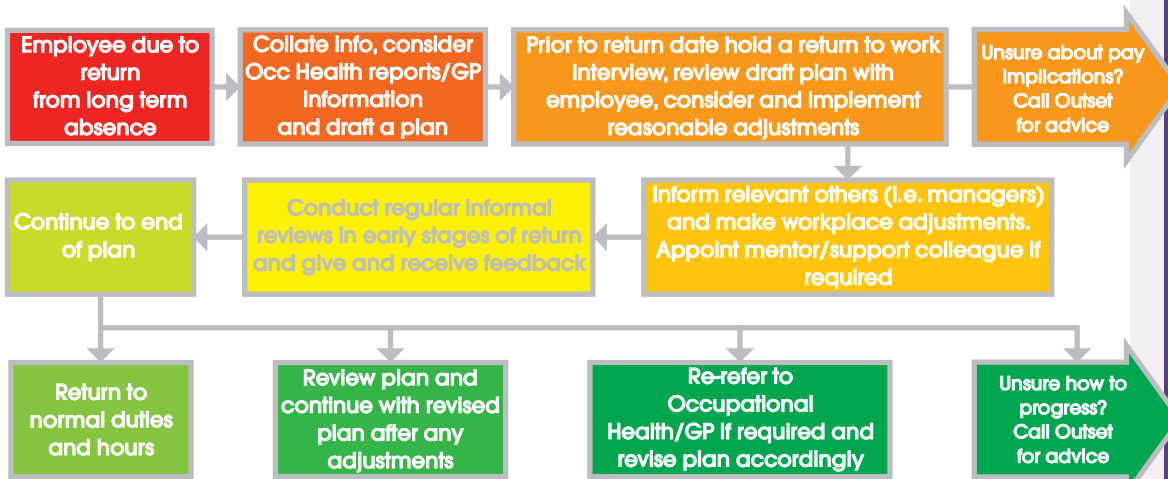 Employee due to
return
from long term
absence
Collate info, consider
Occ Health reports/GP
information
and draft a plan
Prior to return date hold a return to work
interview, review draft plan with
employee, consider and implement
reasonable adjustments
Unsure about pay
implications?
Call Outset
for advice
Inform relevant others (i.e. managers)
and make workplace adjustments.
Appoint mentor/support colleague if
required
Conduct regular informal
reviews in early stages of return
and give and receive feedback
Continue to end
of plan
Return to
normal duties
and hours
Review plan and
continue with revised
plan after any
adjustments
Re-refer to
Occupational
Health/GP if required and
revise plan accordingly
Unsure how to
progress?
Call Outset
for advice